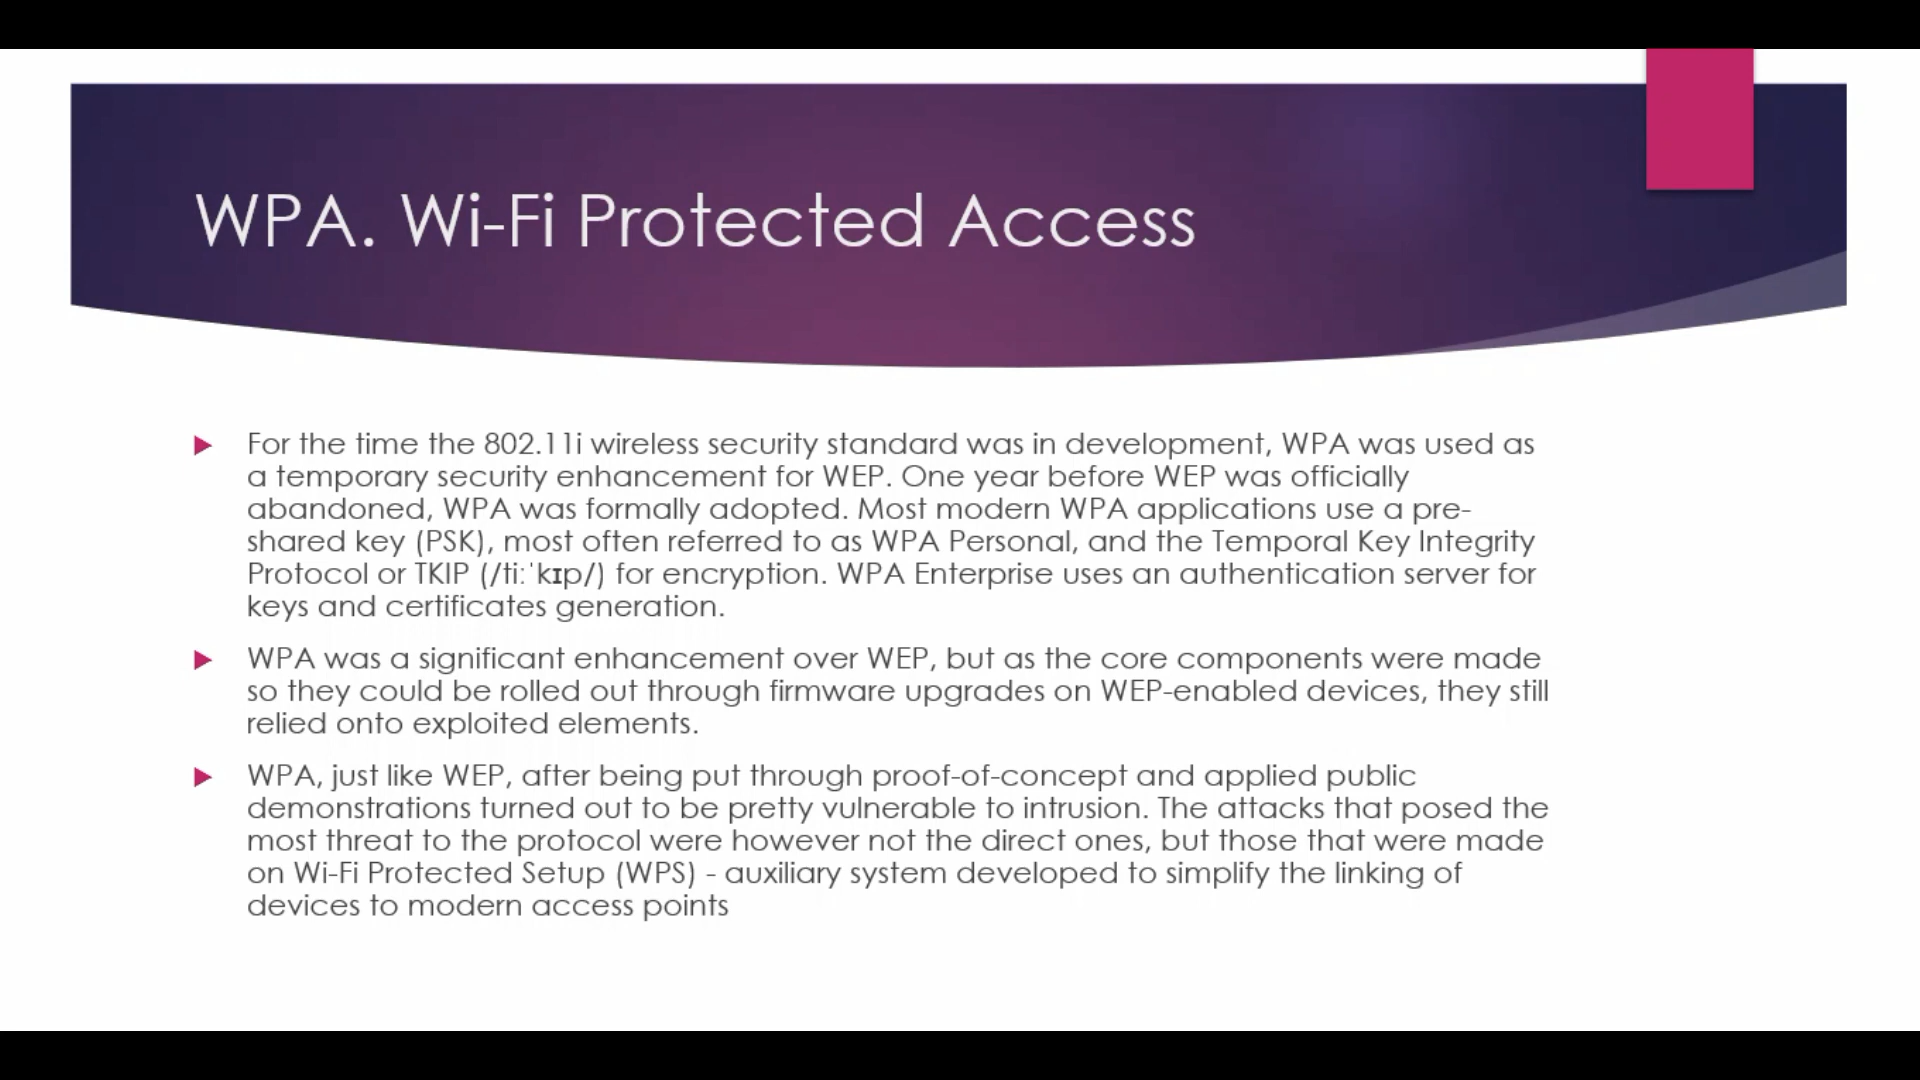 WPA. Wi-Fi Protected Access
For the time the 802.11i wireless security standard was in development, WPA was used as
a temporary security enhancement for WEP. One year before WEP was officially
abandoned, WPA was formally adopted. Most modern WPA applications use a pre-
shared key (PSK), most often referred to as WPA Personal, and the Temporal Key Integrity
Protocol or TKIP (/tiːˈkɪp/) for encryption. WPA Enterprise uses an authentication server for
keys and certificates generation.
WPA was a significant enhancement over WEP, but as the core components were made
so they could be rolled out through firmware upgrades on WEP-enabled devices, they still
relied onto exploited elements.
WPA, just like WEP, after being put through proof-of-concept and applied public
demonstrations turned out to be pretty vulnerable to intrusion. The attacks that posed the
most threat to the protocol were however not the direct ones, but those that were made
on Wi-Fi Protected Setup (WPS) - auxiliary system developed to simplify the linking of
devices to modern access points